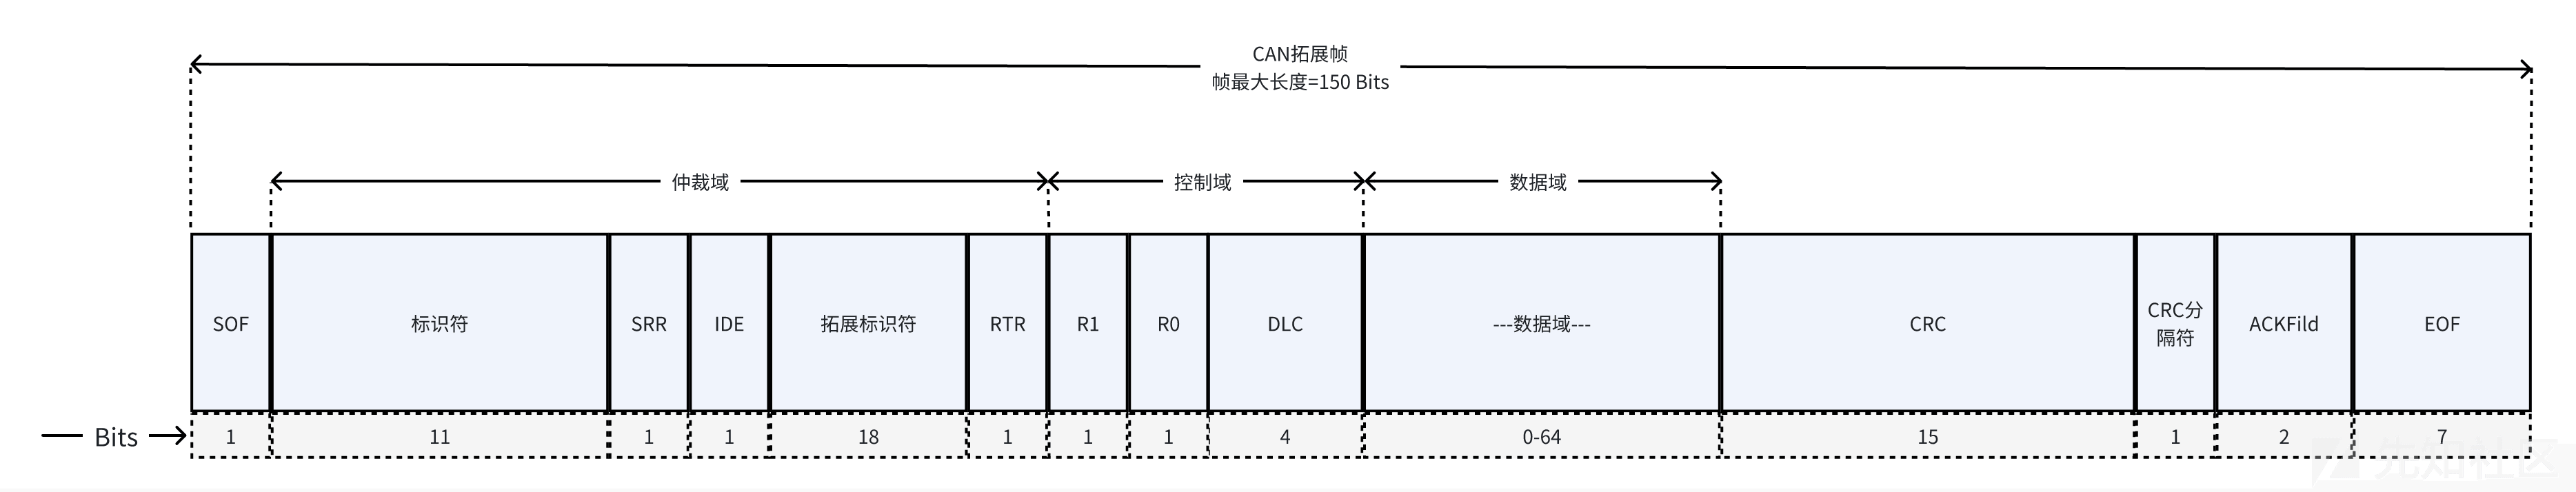 CAN拓展帧
帧最大长度=150 Bits
仲裁域 控制域 数据域
SOF 标识符 SRR IDE 拓展标识符 RTR R1 R0 DLC ---数据域--- CRC CRC分隔符 ACKFild EOF
Bits 1 11 1 1 18 1 1 1 4 0-64 15 1 2 7
先知社区